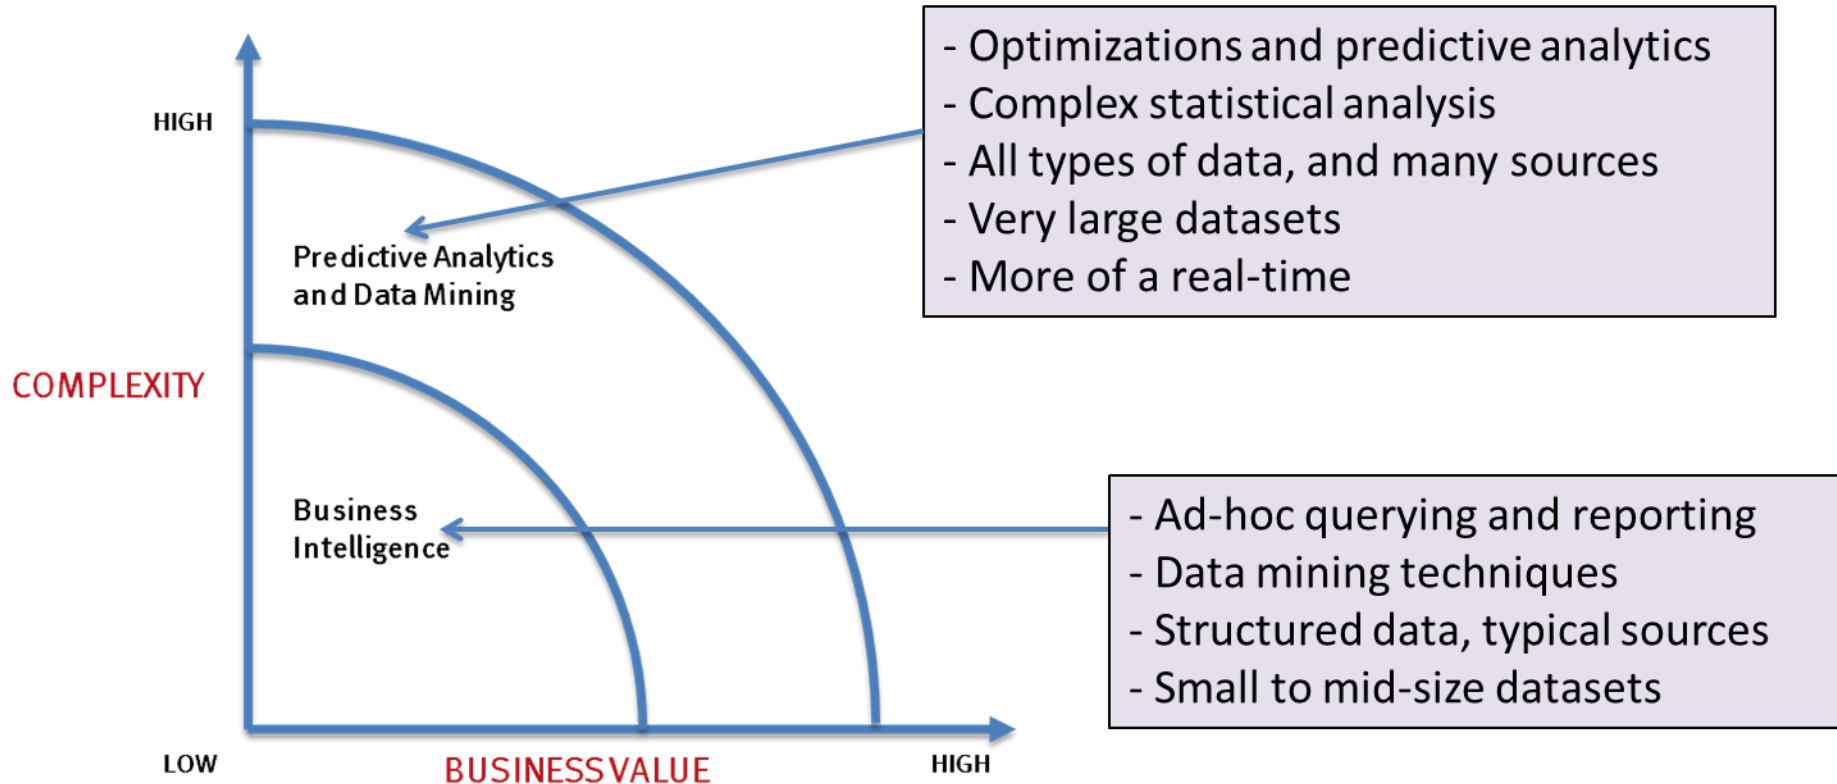 - Optimizations and predictive analytics
- Complex statistical analysis
- All types of data, and many sources
- Very large datasets
- More of a real-time
HIGH
Predictive Analytics
and Data Mining
COMPLEXITY
Business
Intelligence
- Ad-hoc querying and reporting
- Data mining techniques
- Structured data, typical sources
- Small to mid-size datasets
LOW
BUSINESS VALUE
HIGH